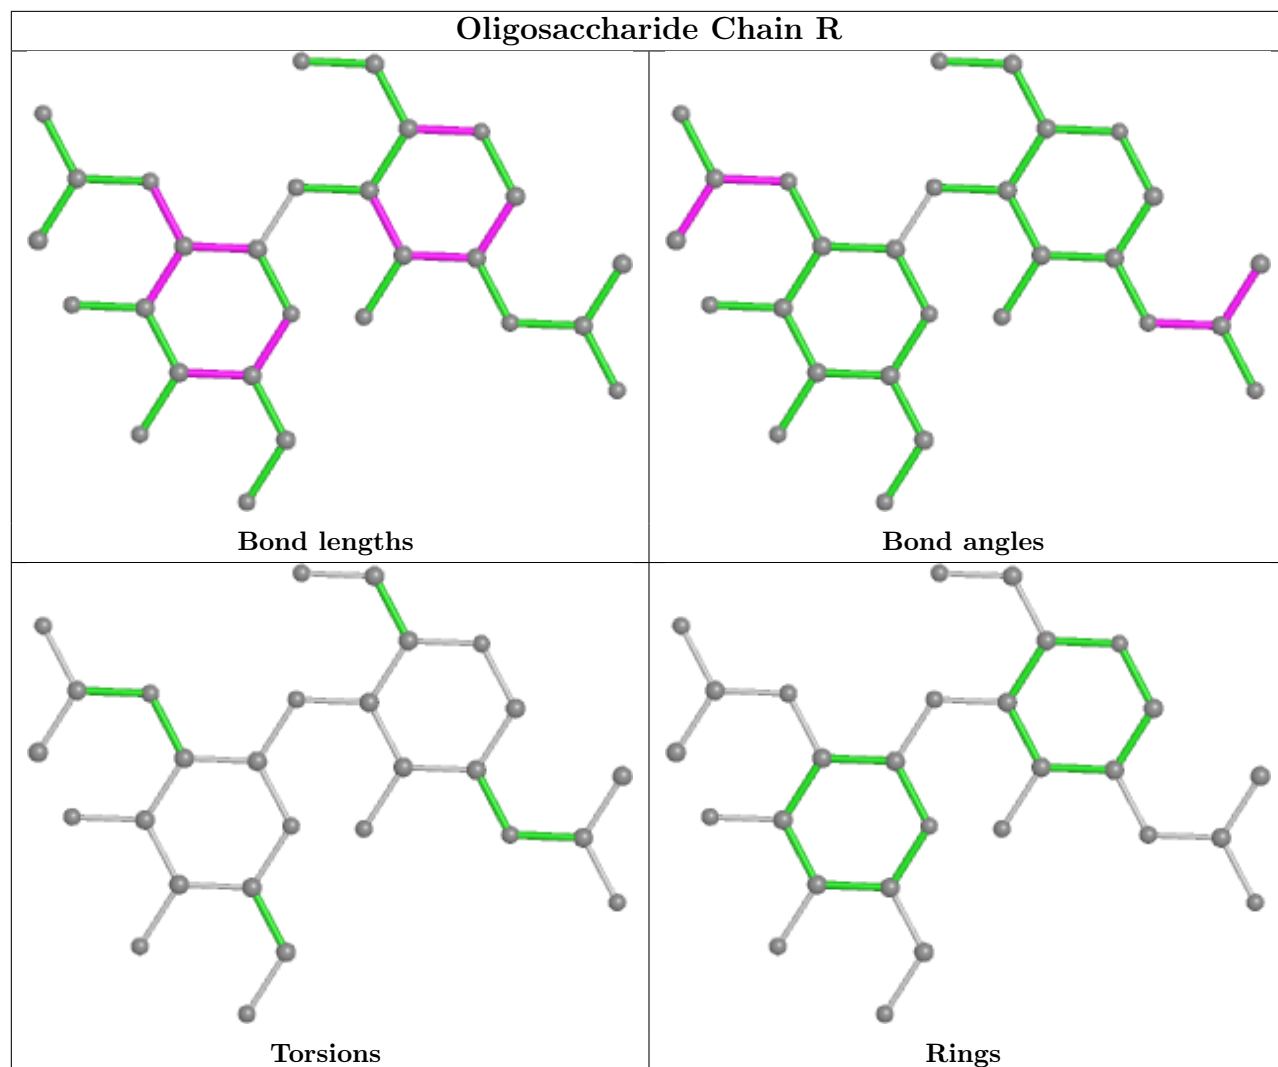 Oligosaccharide Chain R
Bond lengths
Bond angles
Torsions
Rings